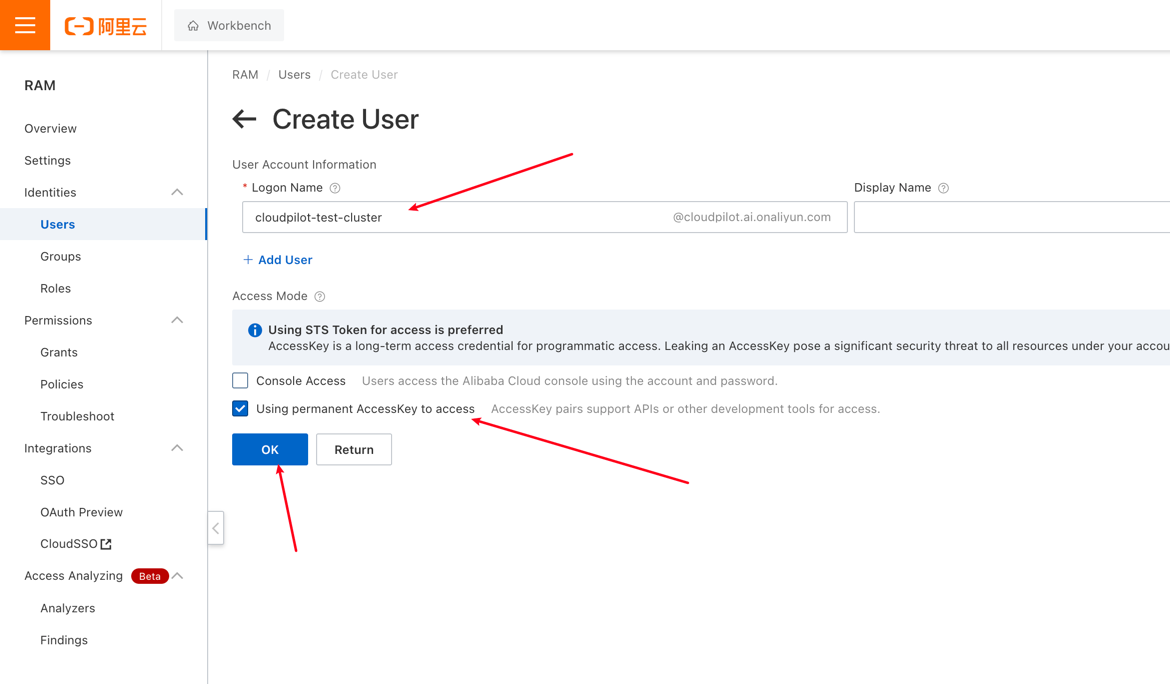 阿里云
Workbench
RAM
Overview
Settings
Identities
Users
Groups
Roles
Permissions
Grants
Policies
Troubleshoot
Integrations
SSO
OAuth Preview
CloudSSO
Access Analyzing Beta
Analyzers
Findings
RAM / Users / Create User
Create User
User Account Information
* Logon Name
Display Name
cloudpilot-test-cluster @cloudpilot.ai.onaliyun.com
+ Add User
Access Mode
Using STS Token for access is preferred
AccessKey is a long-term access credential for programmatic access. Leaking an AccessKey pose a significant security threat to all resources under your accou
Console Access Users access the Alibaba Cloud console using the account and password.
Using permanent AccessKey to access AccessKey pairs support APIs or other development tools for access.
OK
Return